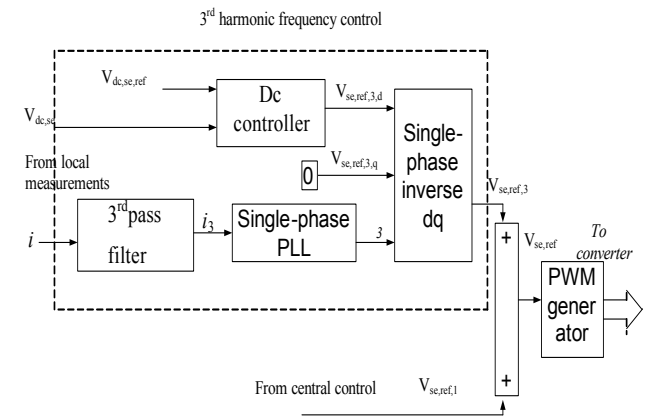 3rd harmonic frequency control
Vdc,se,ref
Vdc,se
Dc
controller
Vse,ref,3,d
Single-
phase
inverse
dq
0
Vse,ref,3,q
From local
measurements
i
3rd pass
filter
i3
Single-phase
PLL
3
Vse,ref,3
+
+
Vse,ref
To
converter
PWM
gener
ator
From central control
Vse,ref,1